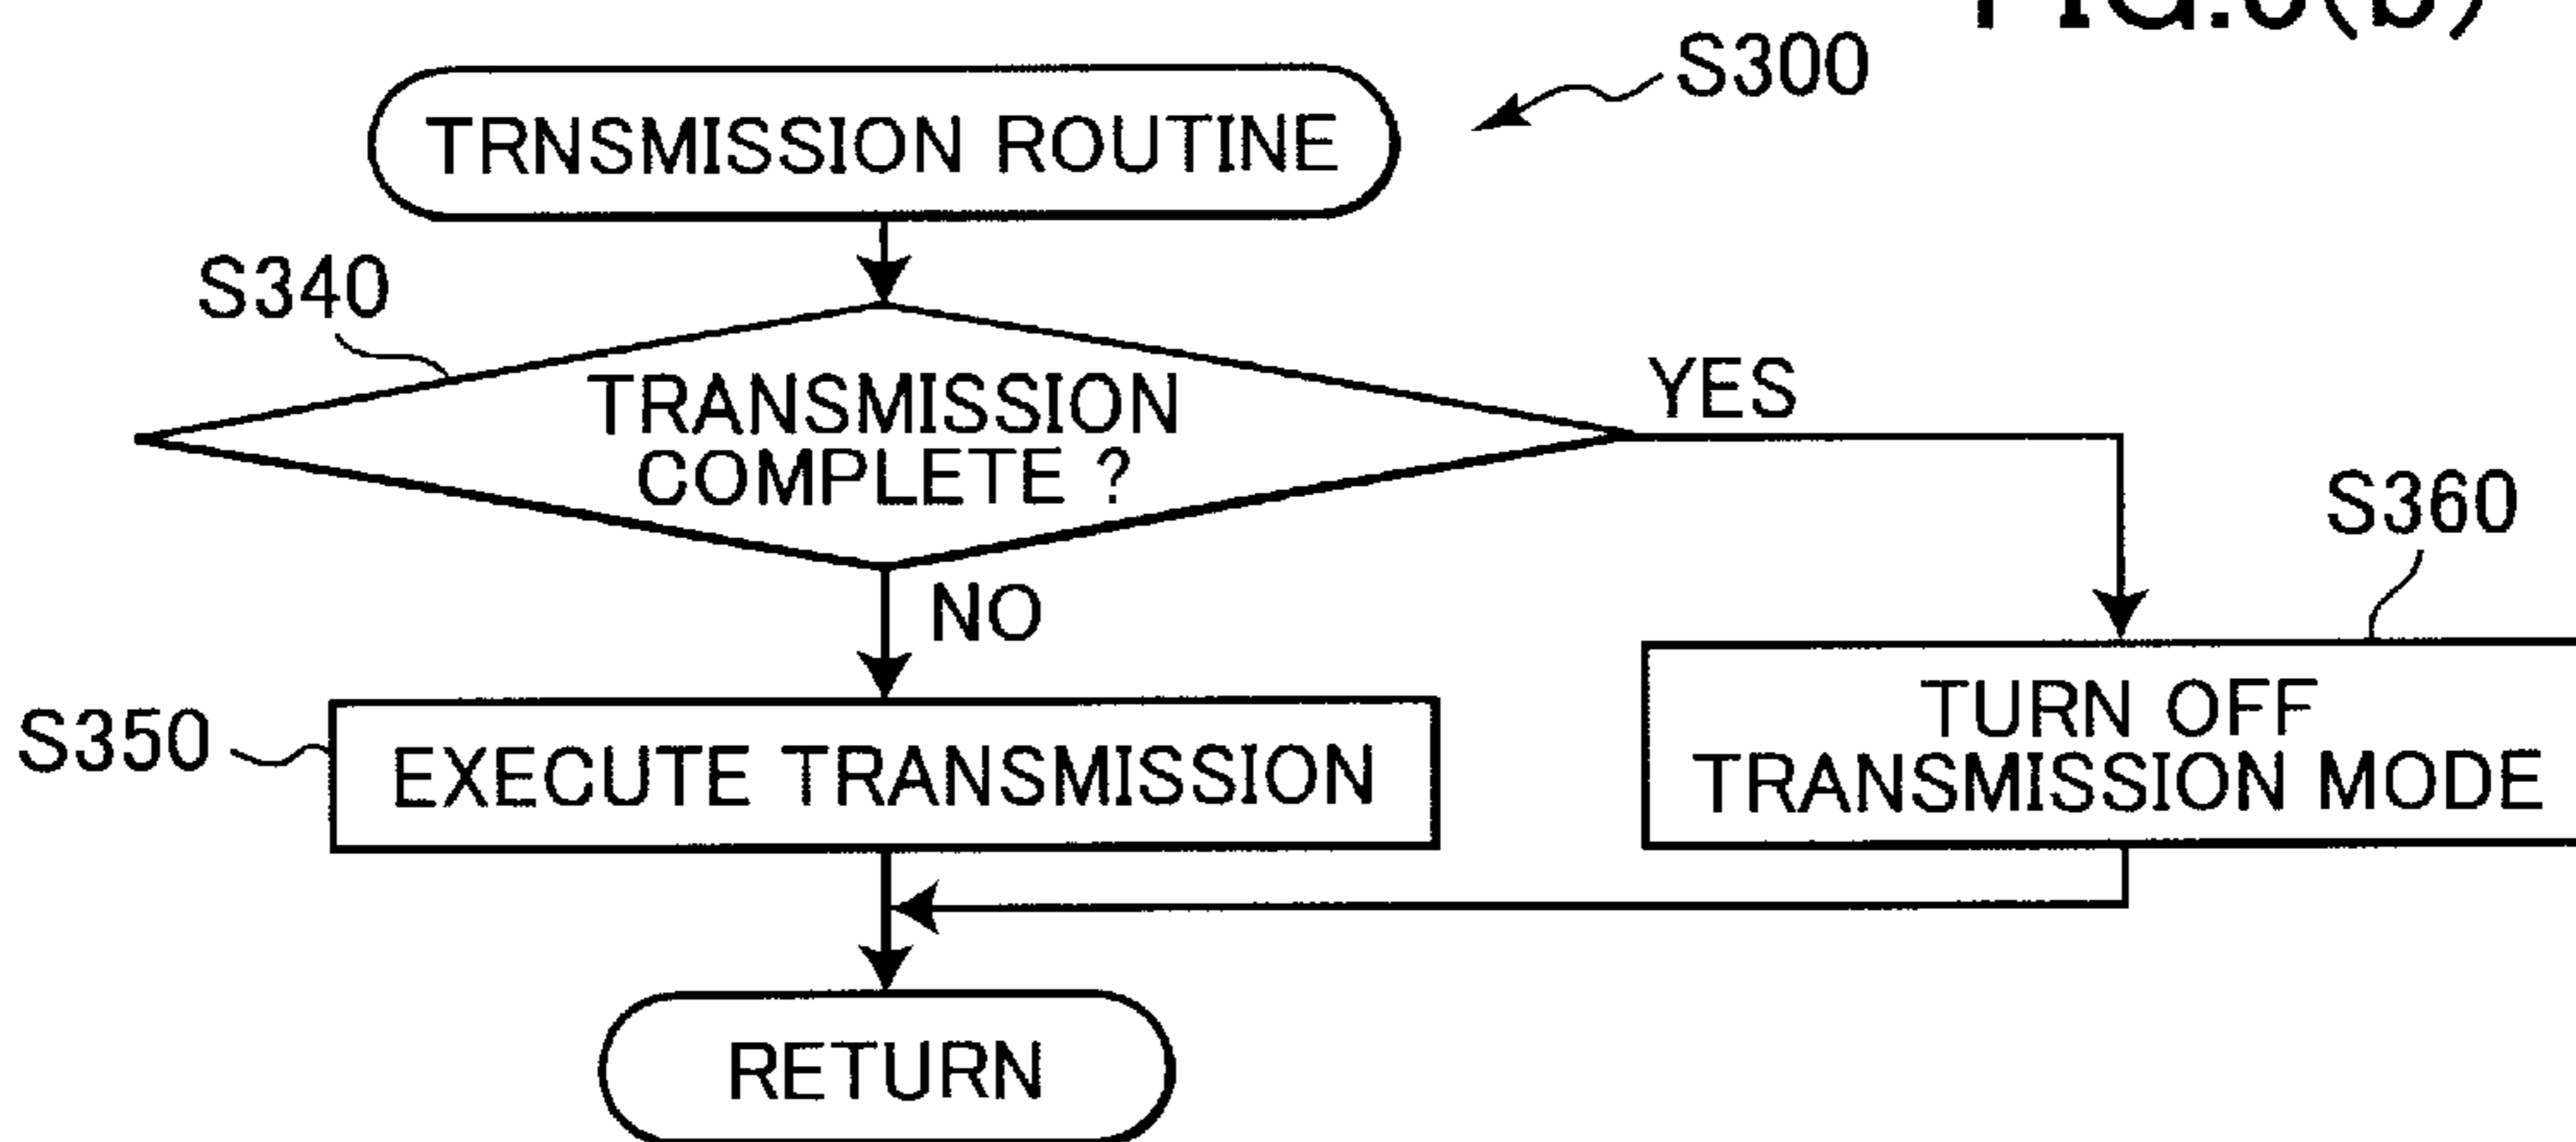 S300
TRNSMISSION ROUTINE
S340
TRANSMISSION
COMPLETE ?
YES
NO
S360
S350
EXECUTE TRANSMISSION
TURN OFF
TRANSMISSION MODE
RETURN